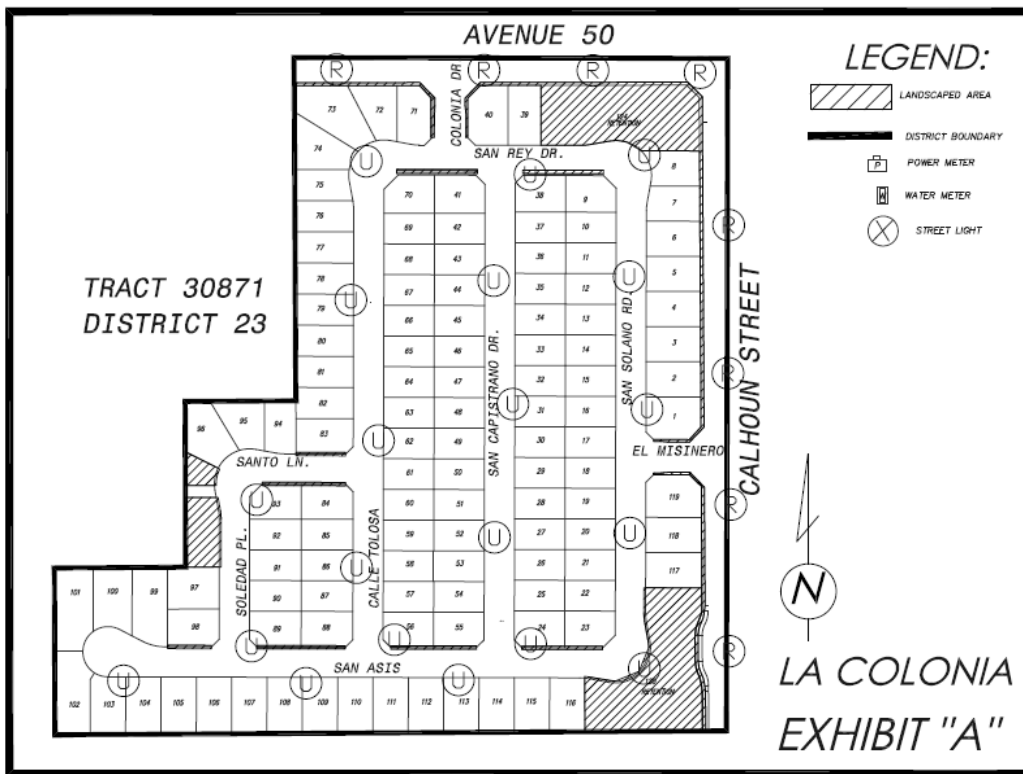 AVENUE 50
LEGEND:
LANDSCAPED AREA
DISTRICT BOUNDARY
P
POWER METER
WATER METER
X
STREET LIGHT
R R R R
COLONIA DR
73 72 71 40 39
RETENTION
SAN REY DR.
74
U U U
8
75 70 41 38 9 7
76 69 42 37 10 6
R
77 68 43 36 11 5
TRACT 30871
DISTRICT 23
78 67 44 35 12 4
U U U
79 66 45 34 13 3
80 65 46 33 14 2
R
81 64 47 32 15 1
82 63 48 31 16
U U
CALHOUN STREET
SAN CAPISTRANO DR.
SAN SOLANO RD.
96 95 94 83 62 49 30 17
U
SANTO LN.
EL MISINERO
61 50 29 18
93 84 60 51 28 19 119
U
R
92 85 59 52 27 20 118
U U
91 86 58 53 26 21 117
U
SOLEDAD PL.
CALLE TOLOSA
101 100 99 97
90 87 57 54 25 22
98 89 88 56 55 24 23
U U U
R
N
SAN ASIS
U U U U
RETENTION
102 103 104 105 106 107 108 109 110 111 112 113 114 115 116
LA COLONIA
EXHIBIT "A"